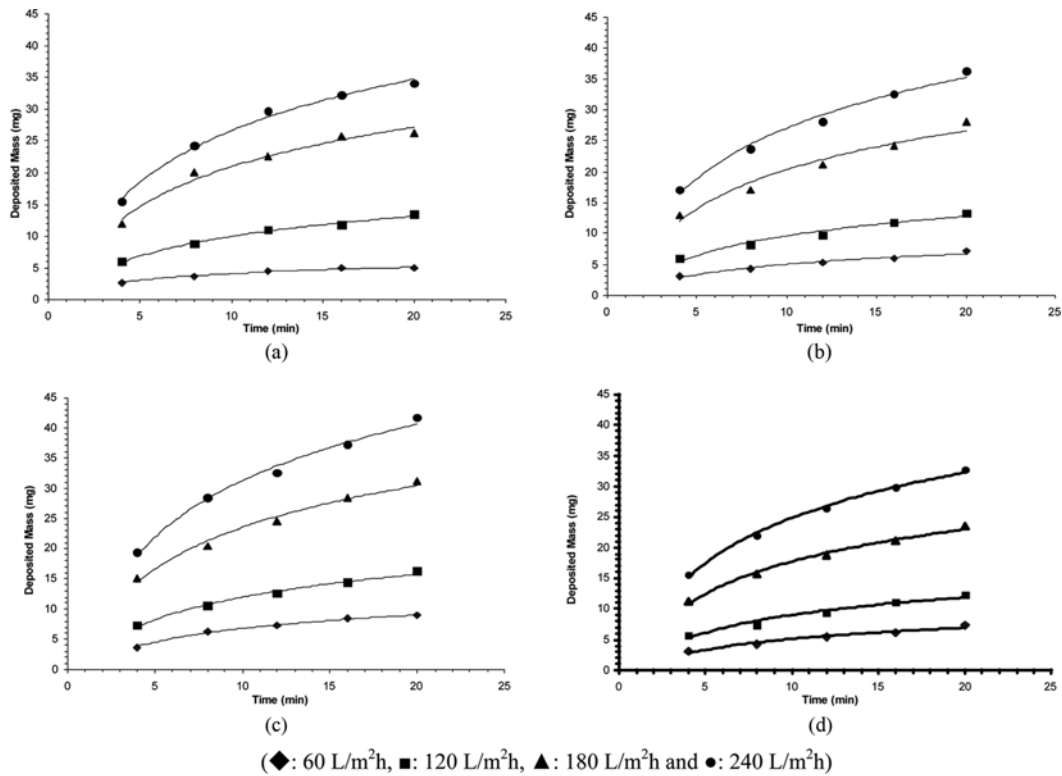 45
40
35
30
25
20
15
10
5
0
Deposited Mass (mg)
0 5 10 15 20 25
Time (min)
(a)
45
40
35
30
25
20
15
10
5
0
Deposited Mass (mg)
0 5 10 15 20 25
Time (min)
(b)
45
40
35
30
25
20
15
10
5
0
Deposited Mass (mg)
0 5 10 15 20 25
Time (min)
(c)
45
40
35
30
25
20
15
10
5
0
Deposited Mass (mg)
0 5 10 15 20 25
Time (min)
(d)
(◆: 60 L/m²h, ■: 120 L/m²h, ▲: 180 L/m²h and ●: 240 L/m²h)